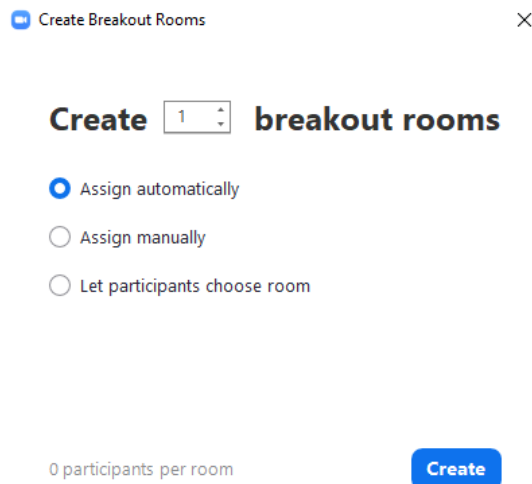 Create Breakout Rooms
Create 1 breakout rooms
Assign automatically
Assign manually
Let participants choose room
0 participants per room Create